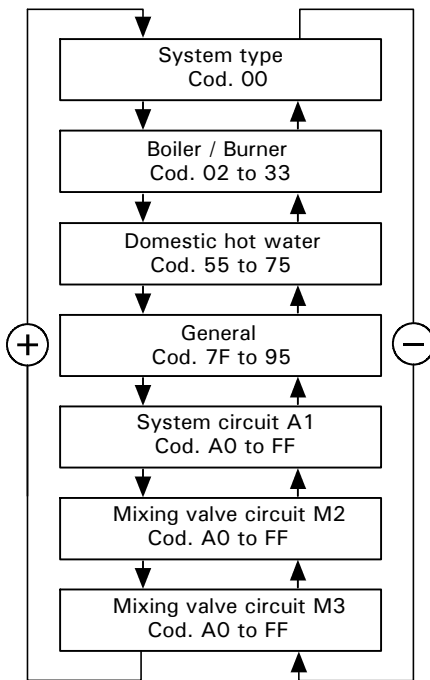 System type
Cod. 00
Boiler / Burner
Cod. 02 to 33
Domestic hot water
Cod. 55 to 75
General
Cod. 7F to 95
+
−
System circuit A1
Cod. A0 to FF
Mixing valve circuit M2
Cod. A0 to FF
Mixing valve circuit M3
Cod. A0 to FF